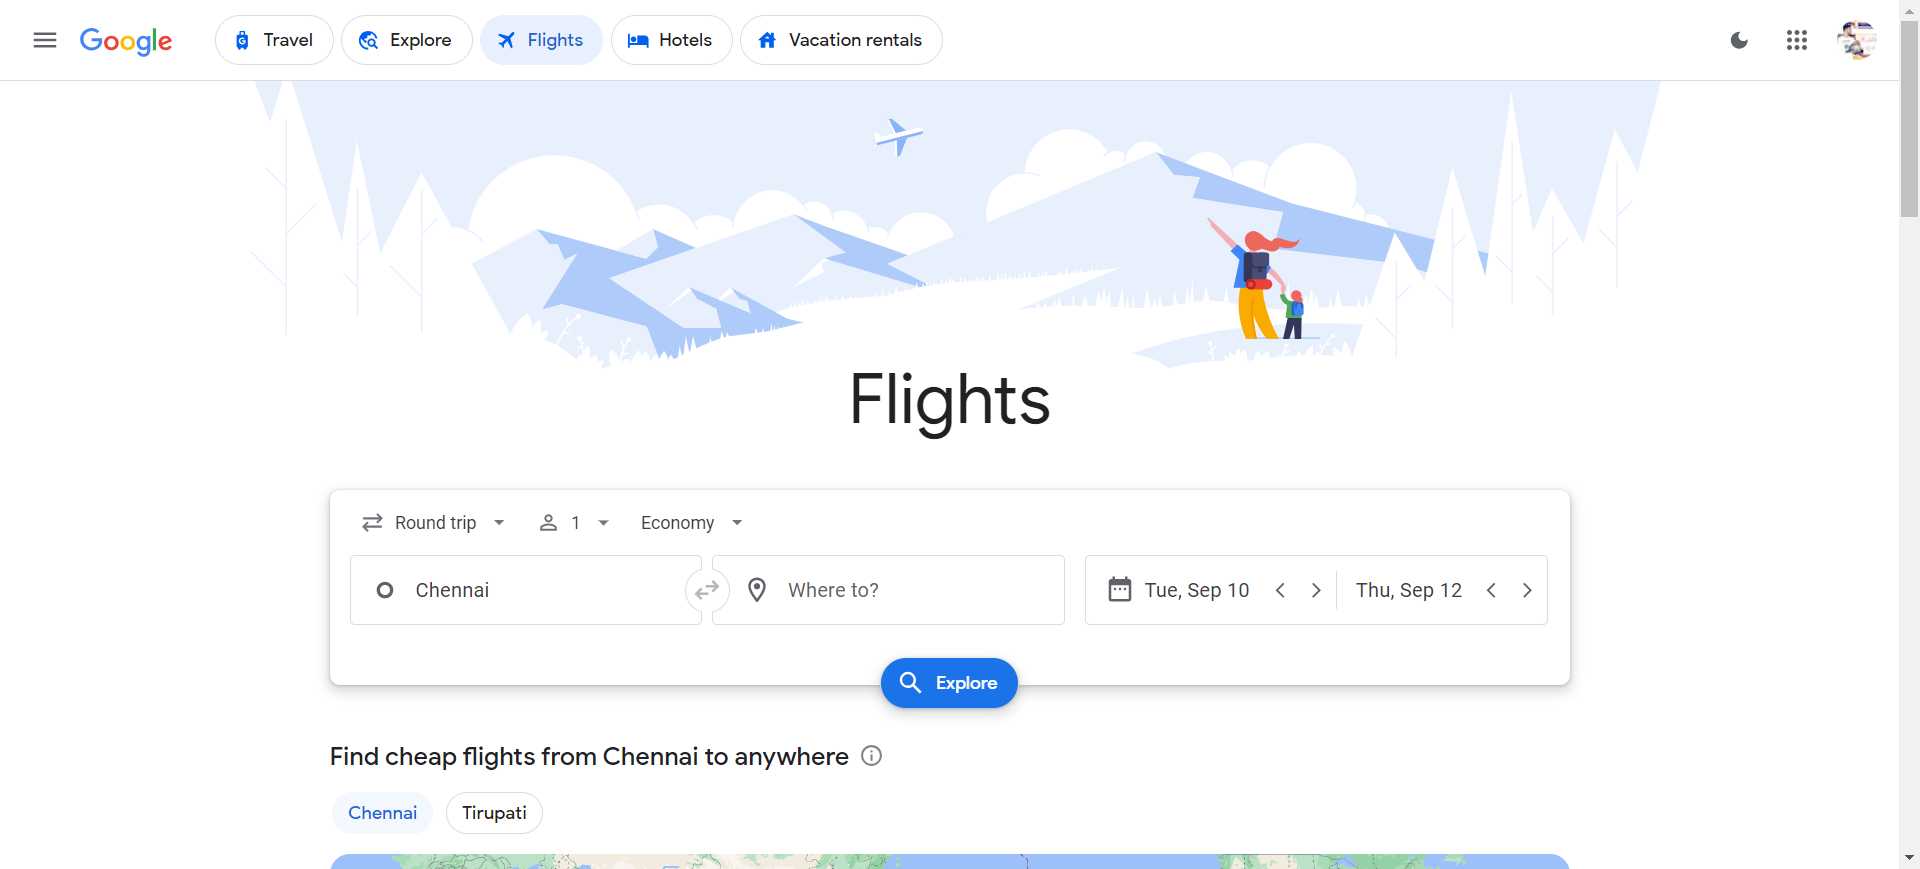 Google
Travel
Explore
Flights
Hotels
Vacation rentals
Flights
Round trip
1
Economy
Chennai
Where to?
Tue, Sep 10
Thu, Sep 12
Explore
Find cheap flights from Chennai to anywhere
Chennai
Tirupati